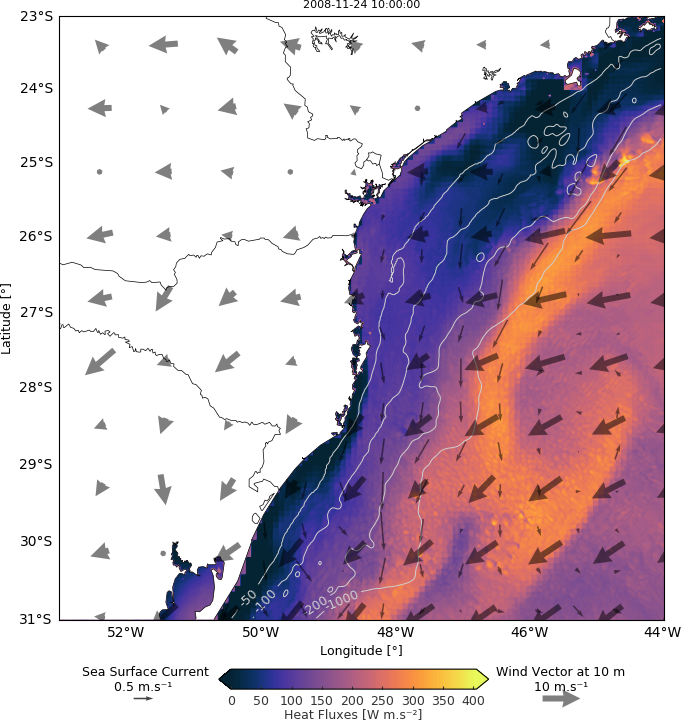 2008-11-24 10:00:00
23°S
24°S
25°S
26°S
27°S
28°S
29°S
30°S
31°S
Latitude [°]
-50
-100
-200
-1000
52°W
50°W
48°W
46°W
44°W
Longitude [°]
Sea Surface Current
0.5 m.s⁻¹
Wind Vector at 10 m
10 m.s⁻¹
0
50
100
150
200
250
300
350
400
Heat Fluxes [W m.s⁻²]